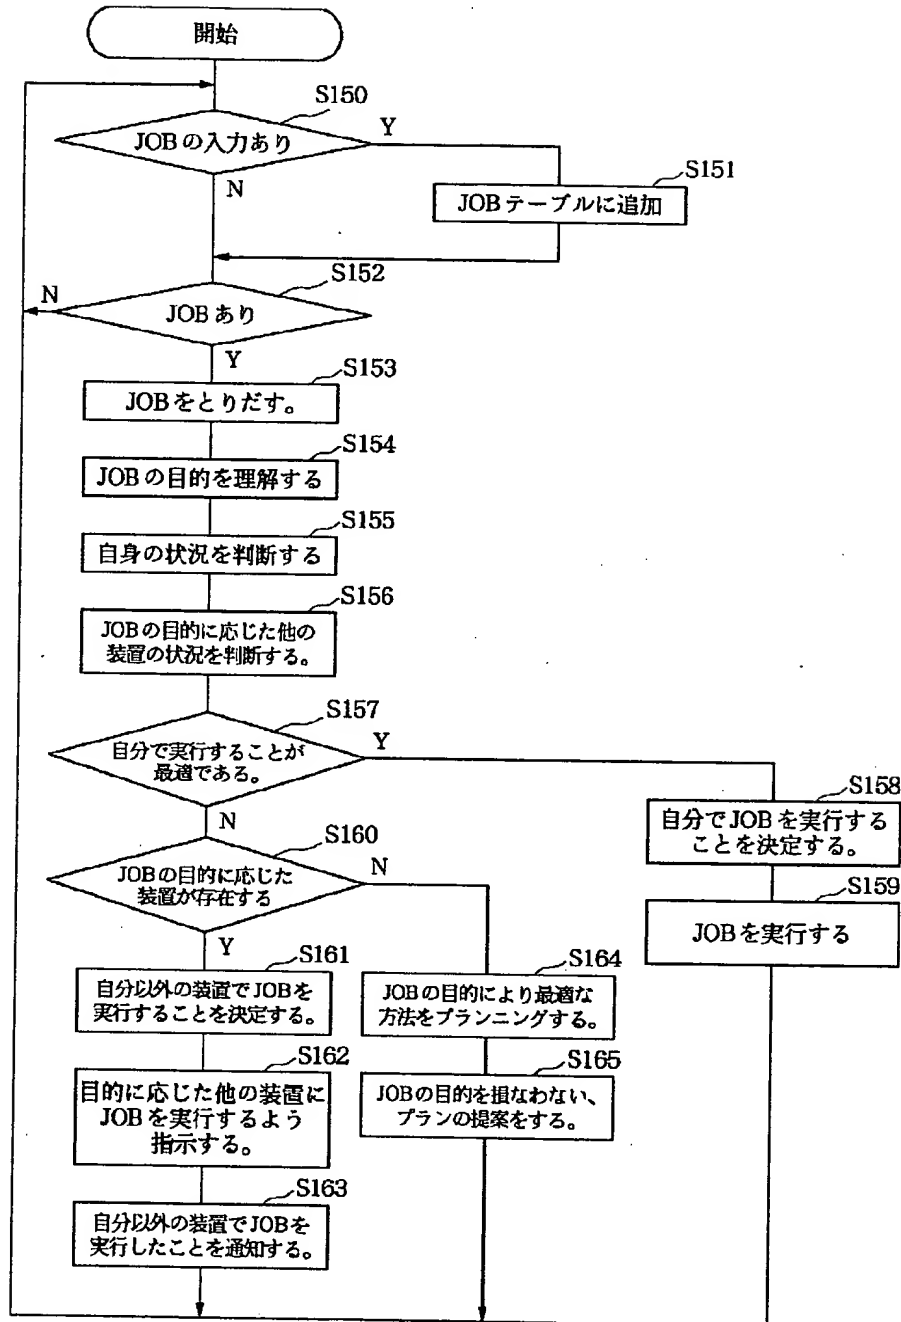 開始
S150
JOBの入力あり
Y
N
S151
JOBテーブルに追加
S152
N
JOBあり
Y
S153
JOBをとりだす。
S154
JOBの目的を理解する
S155
自身の状況を判断する
S156
JOBの目的に応じた他の
装置の状況を判断する。
S157
自分で実行することが
最適である。
Y
N
S158
自分でJOBを実行する
ことを決定する。
S159
JOBを実行する
S160
JOBの目的に応じた
装置が存在する
N
Y
S161
自分以外の装置でJOBを
実行することを決定する。
S162
目的に応じた他の装置に
JOBを実行するよう
指示する。
S163
自分以外の装置でJOBを
実行したことを通知する。
S164
JOBの目的により最適な
方法をプランニングする。
S165
JOBの目的を損なわない、
プランの提案をする。